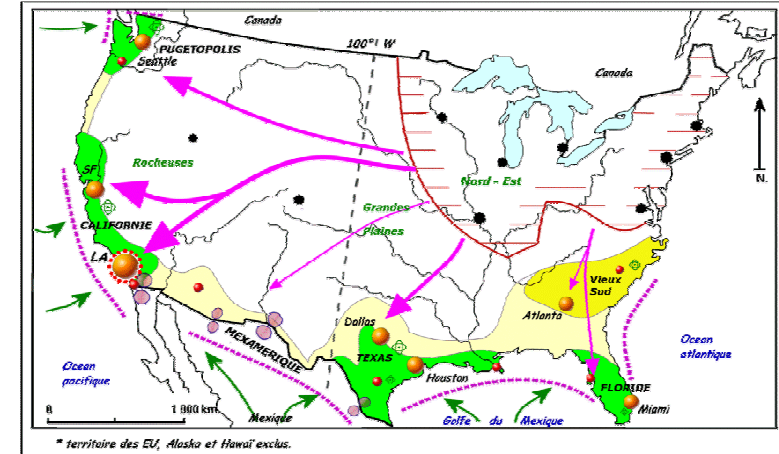 Canada
100° W
PUGETOPOLIS
Seattle
Canada
N.
Rocheuses
SF
Nord - Est
Grandes
Plaines
CALIFORNIE
LA
Vieux
Sud
Atlanta
Dallas
MEXAMERIQUE
TEXAS
Ocean
pacifique
Ocean
atlantique
Houston
FLORIDE
Miami
0 1 000 km
Mexique
Golfe du Mexique
* territoire des EU, Alaska et Hawaï exclus.